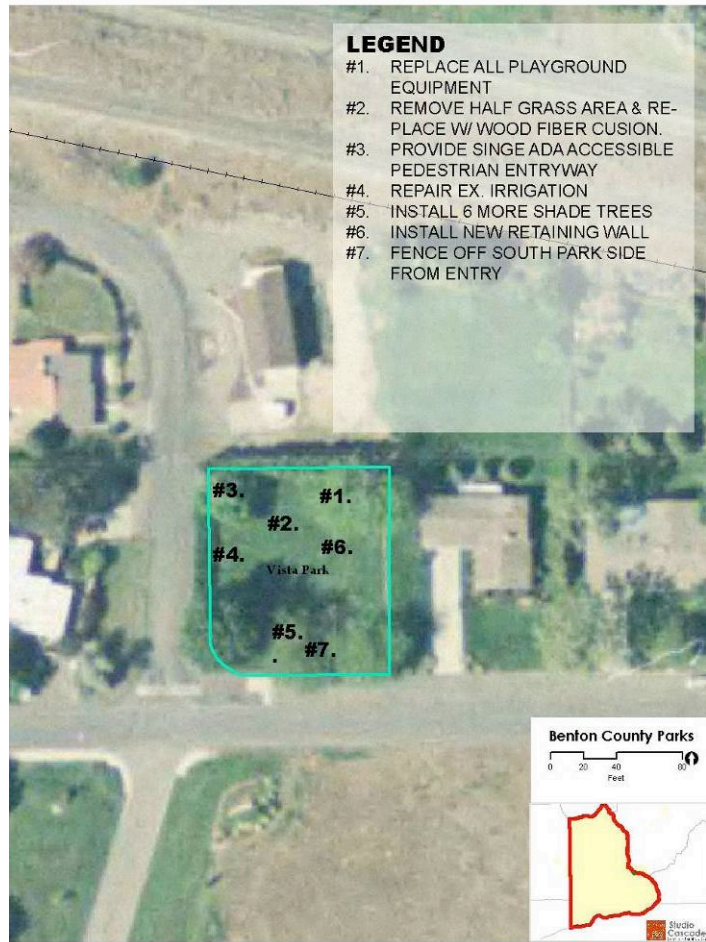 LEGEND
#1. REPLACE ALL PLAYGROUND
EQUIPMENT
#2. REMOVE HALF GRASS AREA & RE-
PLACE W/ WOOD FIBER CUSION.
#3. PROVIDE SINGE ADA ACCESSIBLE
PEDESTRIAN ENTRYWAY
#4. REPAIR EX. IRRIGATION
#5. INSTALL 6 MORE SHADE TREES
#6. INSTALL NEW RETAINING WALL
#7. FENCE OFF SOUTH PARK SIDE
FROM ENTRY
#3.
#1.
#2.
#6.
#4.
Vista Park
#5.
#7.
Benton County Parks
0 20 40 80
Feet
Studio
Cascade